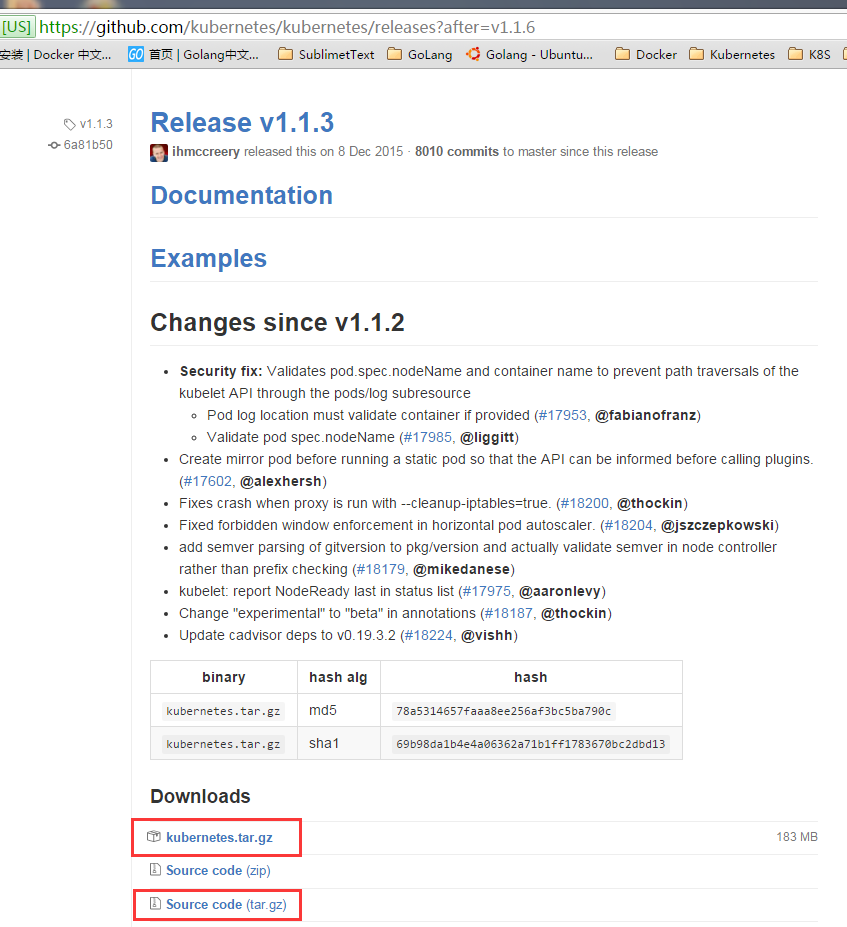 [US] https://github.com/kubernetes/kubernetes/releases?after=v1.1.6
安装 | Docker 中文... 首页 | Golang中文... SublimetText GoLang Golang - Ubuntu... Docker Kubernetes K8S
v1.1.3
6a81b50
Release v1.1.3
ihmccreery released this on 8 Dec 2015 · 8010 commits to master since this release
Documentation
Examples
Changes since v1.1.2
• Security fix: Validates pod.spec.nodeName and container name to prevent path traversals of the
kubelet API through the pods/log subresource
◦ Pod log location must validate container if provided (#17953, @fabianofranz)
◦ Validate pod spec.nodeName (#17985, @liggitt)
• Create mirror pod before running a static pod so that the API can be informed before calling plugins.
(#17602, @alexhersh)
• Fixes crash when proxy is run with --cleanup-iptables=true. (#18200, @thockin)
• Fixed forbidden window enforcement in horizontal pod autoscaler. (#18204, @jszczepkowski)
• add semver parsing of gitversion to pkg/version and actually validate semver in node controller
rather than prefix checking (#18179, @mikedanese)
• kubelet: report NodeReady last in status list (#17975, @aaronlevy)
• Change "experimental" to "beta" in annotations (#18187, @thockin)
• Update cadvisor deps to v0.19.3.2 (#18224, @vishh)
binary hash alg hash
kubernetes.tar.gz md5 78a5314657faaa8ee256af3bc5ba790c
kubernetes.tar.gz sha1 69b98da1b4e4a06362a71b1ff1783670bc2dbd13
Downloads
kubernetes.tar.gz 183 MB
Source code (zip)
Source code (tar.gz)